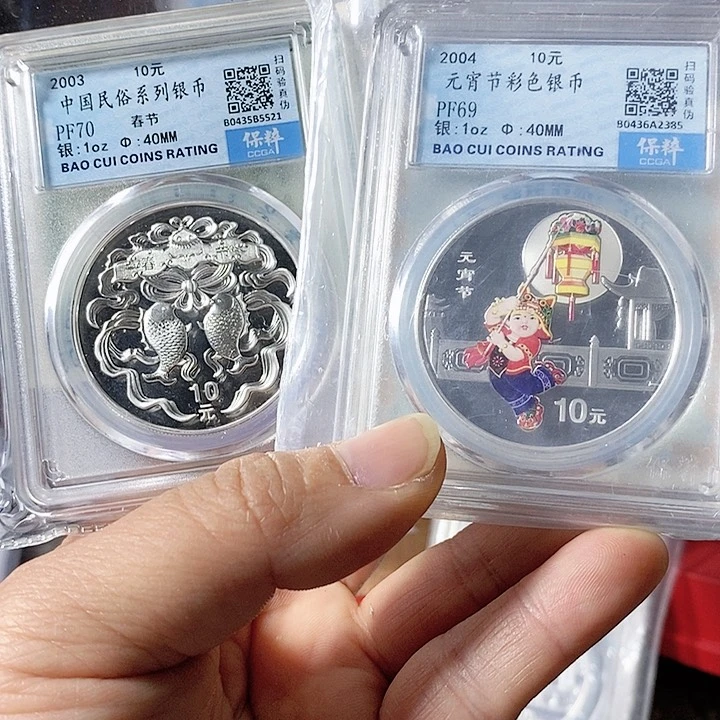 2003 10元
中国民俗系列银币
PF70 春节
银:1oz Φ:40MM
BAO CUI COINS RATING
扫码验真伪
B0435B5521
保粹
CCGA
10
元
2004 10元
元宵节彩色银币
PF69
银:1oz Φ:40MM
BAO CUI COINS RATING
扫码验真伪
B0436A2385
保粹
CCGA
元宵节
10元